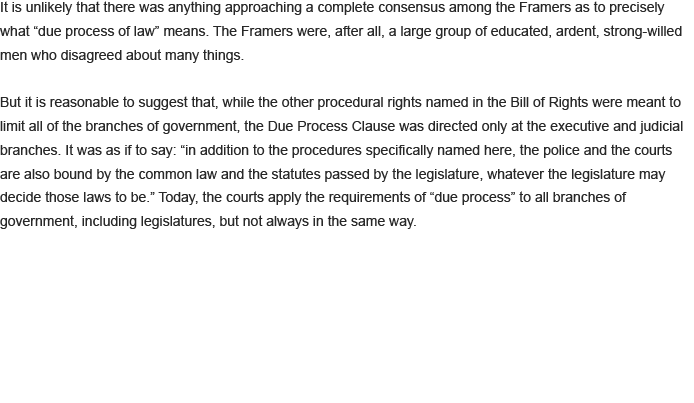 It is unlikely that there was anything approaching a complete consensus among the Framers as to precisely
what “due process of law” means. The Framers were, after all, a large group of educated, ardent, strong-willed
men who disagreed about many things.
But it is reasonable to suggest that, while the other procedural rights named in the Bill of Rights were meant to
limit all of the branches of government, the Due Process Clause was directed only at the executive and judicial
branches. It was as if to say: “in addition to the procedures specifically named here, the police and the courts
are also bound by the common law and the statutes passed by the legislature, whatever the legislature may
decide those laws to be.” Today, the courts apply the requirements of “due process” to all branches of
government, including legislatures, but not always in the same way.